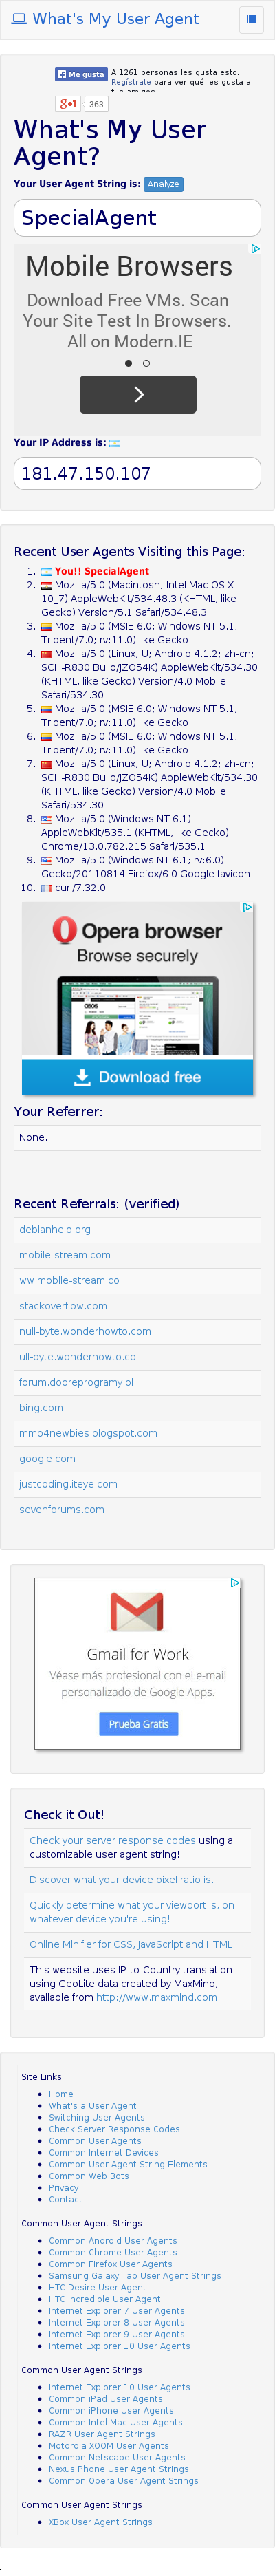 What's My User Agent
Me gusta
A 1261 personas les gusta esto.
Regístrate para ver qué les gusta a
tus amigos.
g+1
363
What's My User
Agent?
Your User Agent String is: Analyze
SpecialAgent
Mobile Browsers
Download Free VMs. Scan
Your Site Test In Browsers.
All on Modern.IE
Your IP Address is:
181.47.150.107
Recent User Agents Visiting this Page:
1. You!! SpecialAgent
2. Mozilla/5.0 (Macintosh; Intel Mac OS X
10_7) AppleWebKit/534.48.3 (KHTML, like
Gecko) Version/5.1 Safari/534.48.3
3. Mozilla/5.0 (MSIE 6.0; Windows NT 5.1;
Trident/7.0; rv:11.0) like Gecko
4. Mozilla/5.0 (Linux; U; Android 4.1.2; zh-cn;
SCH-R830 Build/JZO54K) AppleWebKit/534.30
(KHTML, like Gecko) Version/4.0 Mobile
Safari/534.30
5. Mozilla/5.0 (MSIE 6.0; Windows NT 5.1;
Trident/7.0; rv:11.0) like Gecko
6. Mozilla/5.0 (MSIE 6.0; Windows NT 5.1;
Trident/7.0; rv:11.0) like Gecko
7. Mozilla/5.0 (Linux; U; Android 4.1.2; zh-cn;
SCH-R830 Build/JZO54K) AppleWebKit/534.30
(KHTML, like Gecko) Version/4.0 Mobile
Safari/534.30
8. Mozilla/5.0 (Windows NT 6.1)
AppleWebKit/535.1 (KHTML, like Gecko)
Chrome/13.0.782.215 Safari/535.1
9. Mozilla/5.0 (Windows NT 6.1; rv:6.0)
Gecko/20110814 Firefox/6.0 Google favicon
10. curl/7.32.0
Opera browser
Browse securely
Download free
Your Referrer:
None.
Recent Referrals: (verified)
debianhelp.org
mobile-stream.com
ww.mobile-stream.co
stackoverflow.com
null-byte.wonderhowto.com
ull-byte.wonderhowto.co
forum.dobreprogramy.pl
bing.com
mmo4newbies.blogspot.com
google.com
justcoding.iteye.com
sevenforums.com
Gmail for Work
Véase más profesional con el e-mail
personalizado de Google Apps.
Prueba Gratis
Check it Out!
Check your server response codes using a
customizable user agent string!
Discover what your device pixel ratio is.
Quickly determine what your viewport is, on
whatever device you're using!
Online Minifier for CSS, JavaScript and HTML!
This website uses IP-to-Country translation
using GeoLite data created by MaxMind,
available from http://www.maxmind.com.
Site Links
Home
What's a User Agent
Switching User Agents
Check Server Response Codes
Common User Agents
Common Internet Devices
Common User Agent String Elements
Common Web Bots
Privacy
Contact
Common User Agent Strings
Common Android User Agents
Common Chrome User Agents
Common Firefox User Agents
Samsung Galaxy Tab User Agent Strings
HTC Desire User Agent
HTC Incredible User Agent
Internet Explorer 7 User Agents
Internet Explorer 8 User Agents
Internet Explorer 9 User Agents
Internet Explorer 10 User Agents
Common User Agent Strings
Internet Explorer 10 User Agents
Common iPad User Agents
Common iPhone User Agents
Common Intel Mac User Agents
RAZR User Agent Strings
Motorola XOOM User Agents
Common Netscape User Agents
Nexus Phone User Agent Strings
Common Opera User Agent Strings
Common User Agent Strings
XBox User Agent Strings